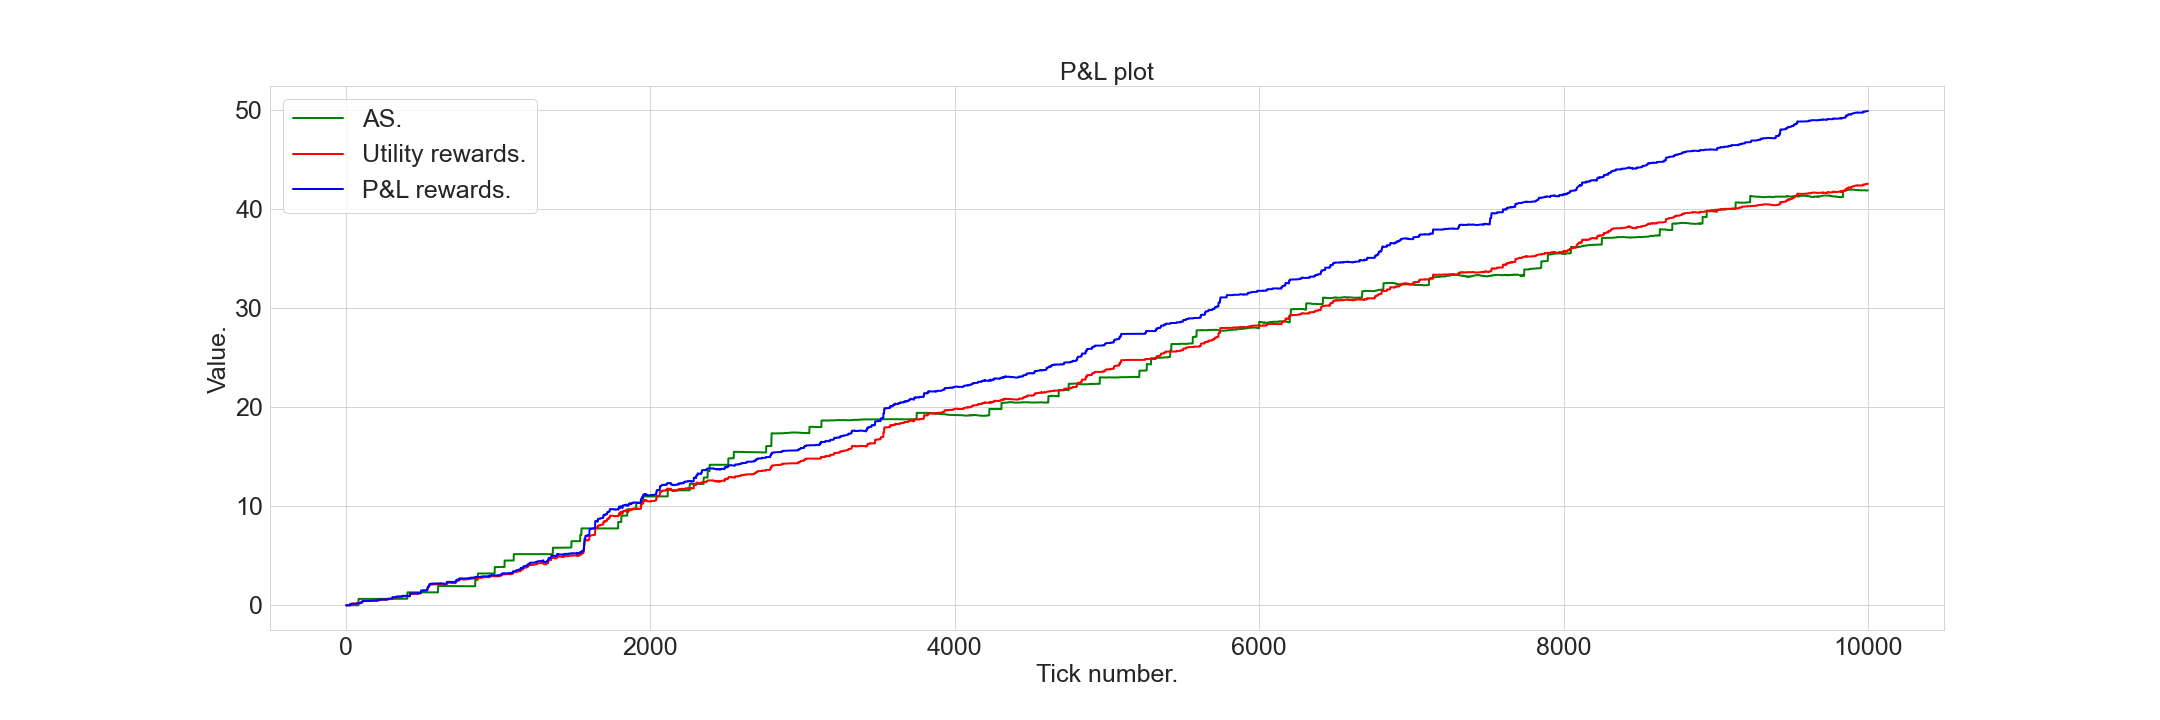 P&L plot
AS.
Utility rewards.
P&L rewards.
50
40
30
20
10
0
Value.
0 2000 4000 6000 8000 10000
Tick number.